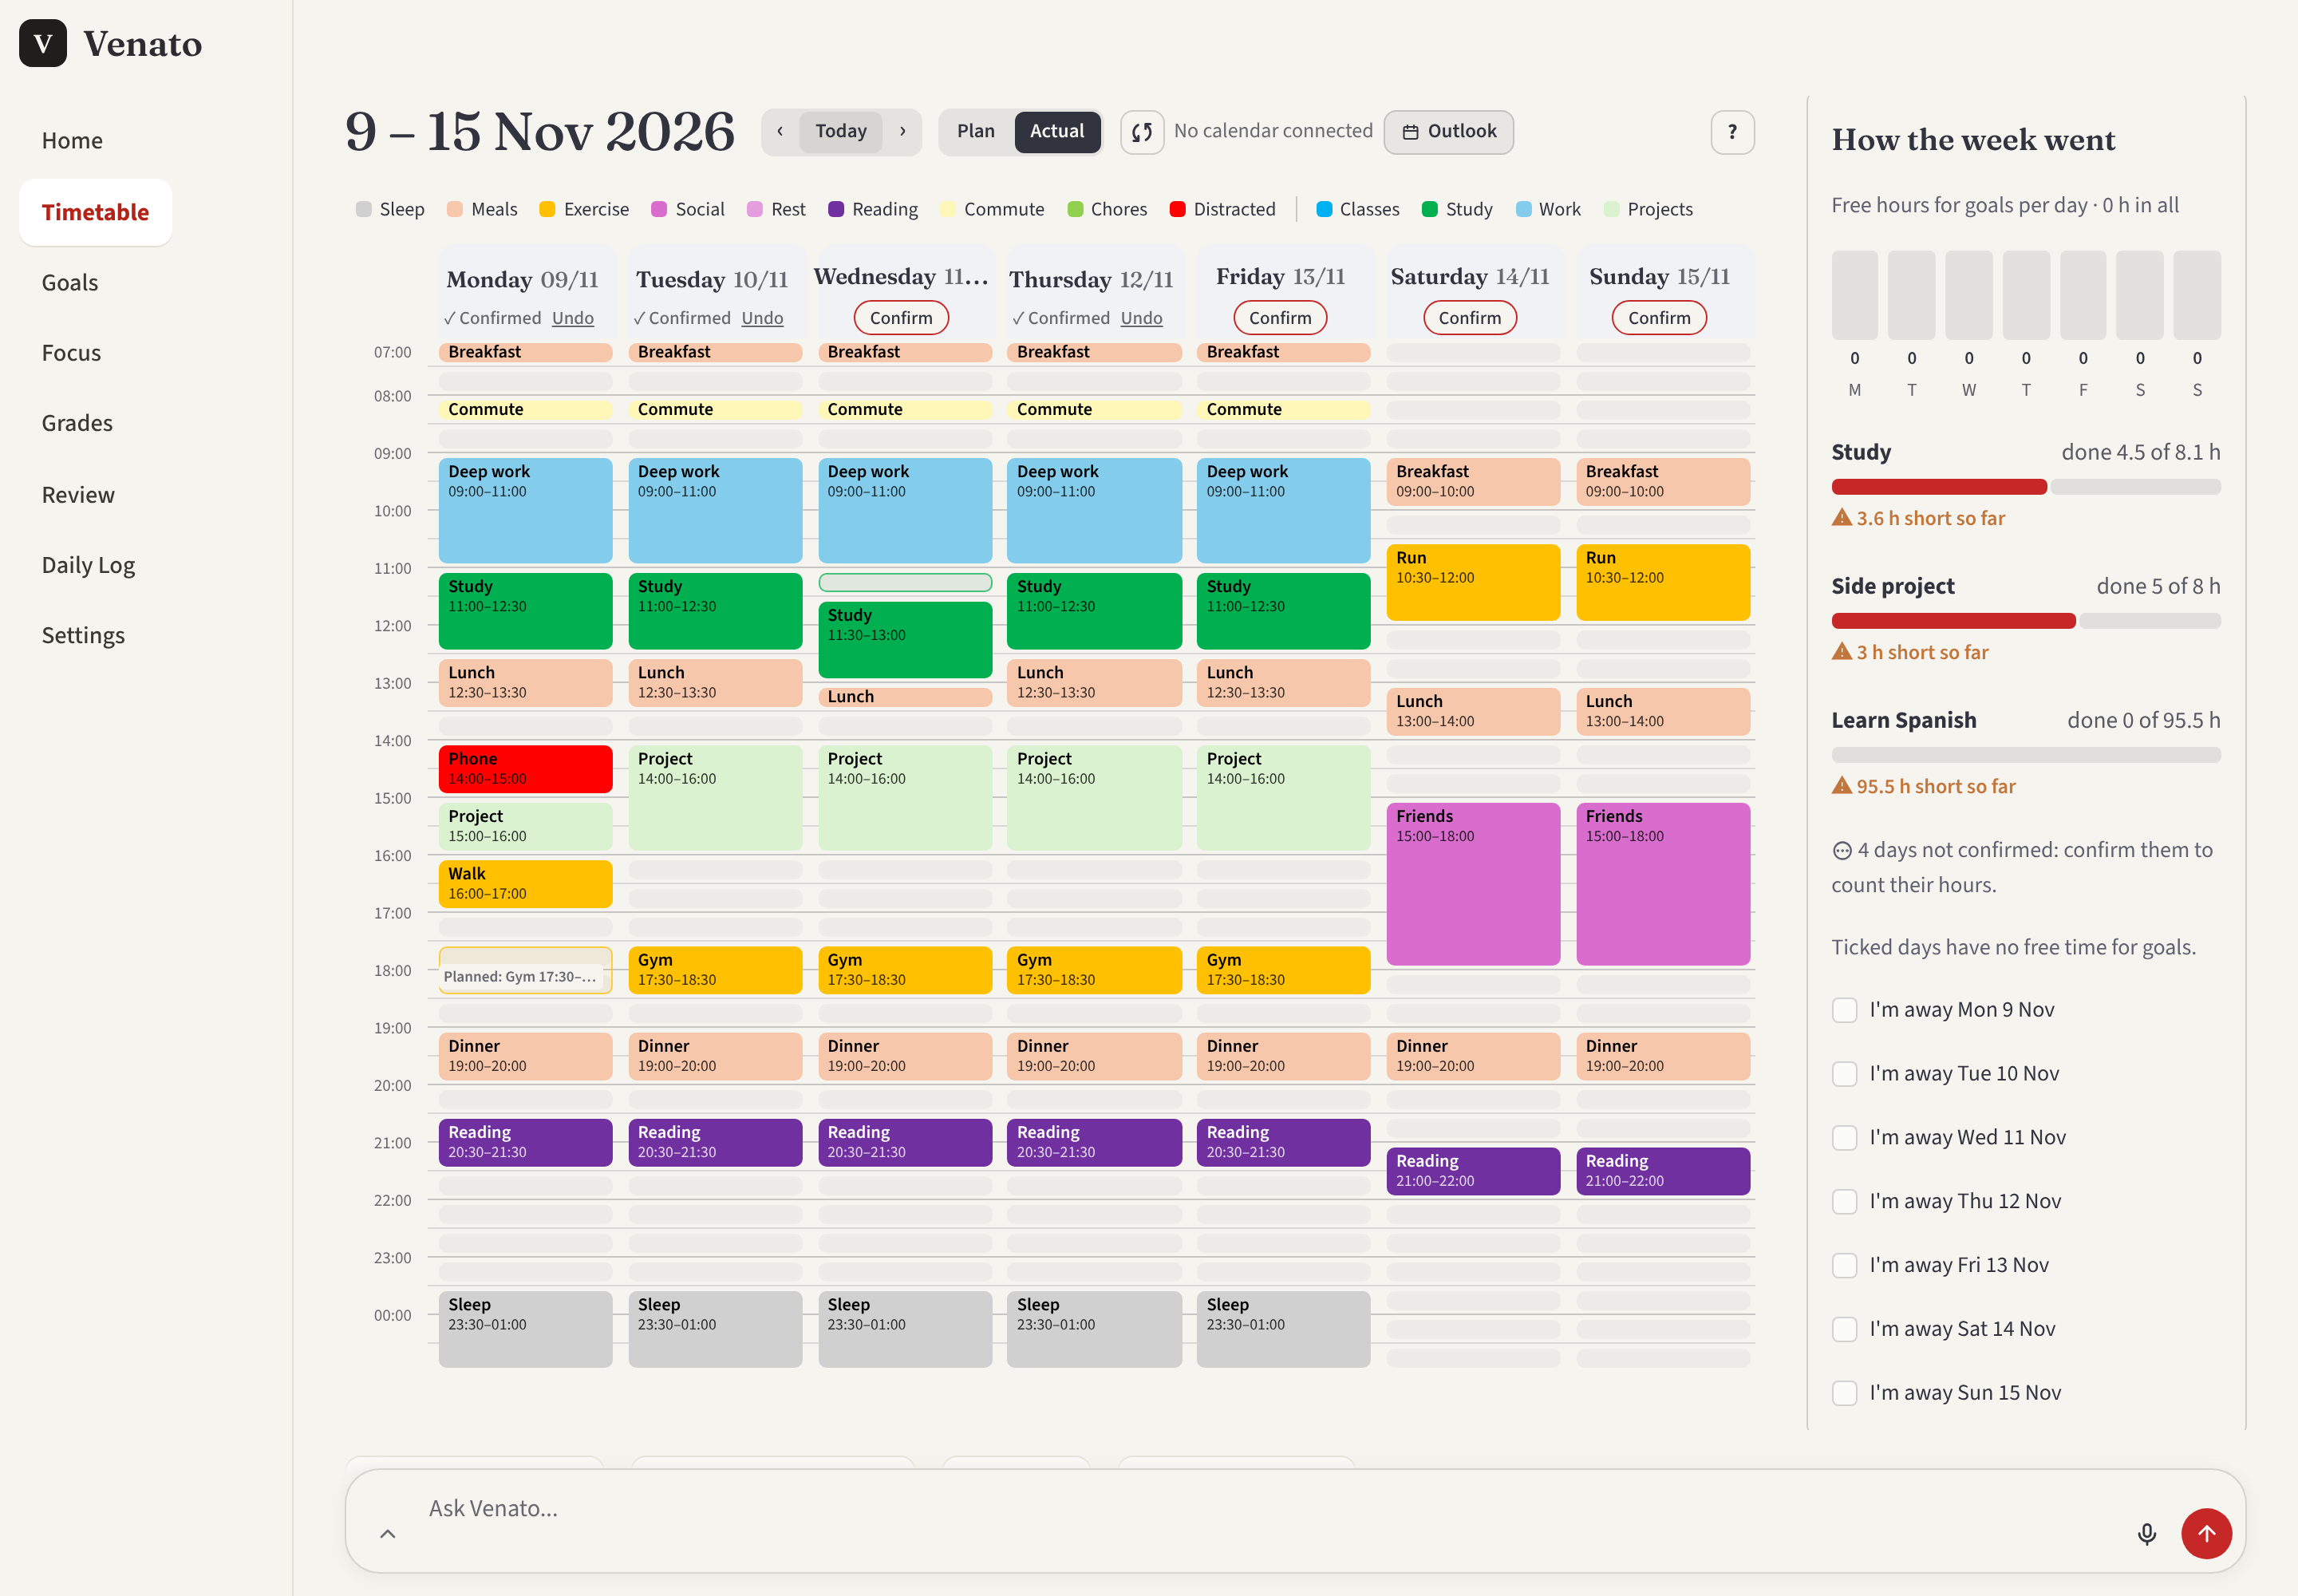 V Venato
Home
Timetable
Goals
Focus
Grades
Review
Daily Log
Settings
9 – 15 Nov 2026
‹ Today ›
Plan Actual
No calendar connected
Outlook
?
Sleep Meals Exercise Social Rest Reading Commute Chores Distracted Classes Study Work Projects
Monday 09/11 Tuesday 10/11 Wednesday 11… Thursday 12/11 Friday 13/11 Saturday 14/11 Sunday 15/11
✓ Confirmed Undo ✓ Confirmed Undo Confirm ✓ Confirmed Undo Confirm Confirm Confirm
07:00 Breakfast Breakfast Breakfast Breakfast Breakfast
08:00
Commute Commute Commute Commute Commute
09:00
Deep work Deep work Deep work Deep work Deep work Breakfast Breakfast
09:00–11:00 09:00–11:00 09:00–11:00 09:00–11:00 09:00–11:00 09:00–10:00 09:00–10:00
10:00
Run Run
11:00
10:30–12:00 10:30–12:00
Study Study Study Study
11:00–12:30 11:00–12:30 11:00–12:30 11:00–12:30
Study
12:00
11:30–13:00
Lunch Lunch Lunch Lunch
13:00
12:30–13:30 12:30–13:30 12:30–13:30 12:30–13:30
Lunch
Lunch Lunch
13:00–14:00 13:00–14:00
14:00
Phone Project Project Project Project
14:00–15:00 14:00–16:00 14:00–16:00 14:00–16:00 14:00–16:00
15:00
Project Friends Friends
15:00–16:00 15:00–18:00 15:00–18:00
16:00
Walk
16:00–17:00
17:00
Gym Gym Gym Gym
18:00
Planned: Gym 17:30–…
17:30–18:30 17:30–18:30 17:30–18:30 17:30–18:30
19:00
Dinner Dinner Dinner Dinner Dinner Dinner Dinner
19:00–20:00 19:00–20:00 19:00–20:00 19:00–20:00 19:00–20:00 19:00–20:00 19:00–20:00
20:00
Reading Reading Reading Reading Reading
21:00
20:30–21:30 20:30–21:30 20:30–21:30 20:30–21:30 20:30–21:30
Reading Reading
21:00–22:00 21:00–22:00
22:00
23:00
Sleep Sleep Sleep Sleep Sleep
00:00
23:30–01:00 23:30–01:00 23:30–01:00 23:30–01:00 23:30–01:00
How the week went
Free hours for goals per day · 0 h in all
0 0 0 0 0 0 0
M T W T F S S
Study done 4.5 of 8.1 h
3.6 h short so far
Side project done 5 of 8 h
3 h short so far
Learn Spanish done 0 of 95.5 h
95.5 h short so far
4 days not confirmed: confirm them to
count their hours.
Ticked days have no free time for goals.
I'm away Mon 9 Nov
I'm away Tue 10 Nov
I'm away Wed 11 Nov
I'm away Thu 12 Nov
I'm away Fri 13 Nov
I'm away Sat 14 Nov
I'm away Sun 15 Nov
Ask Venato...